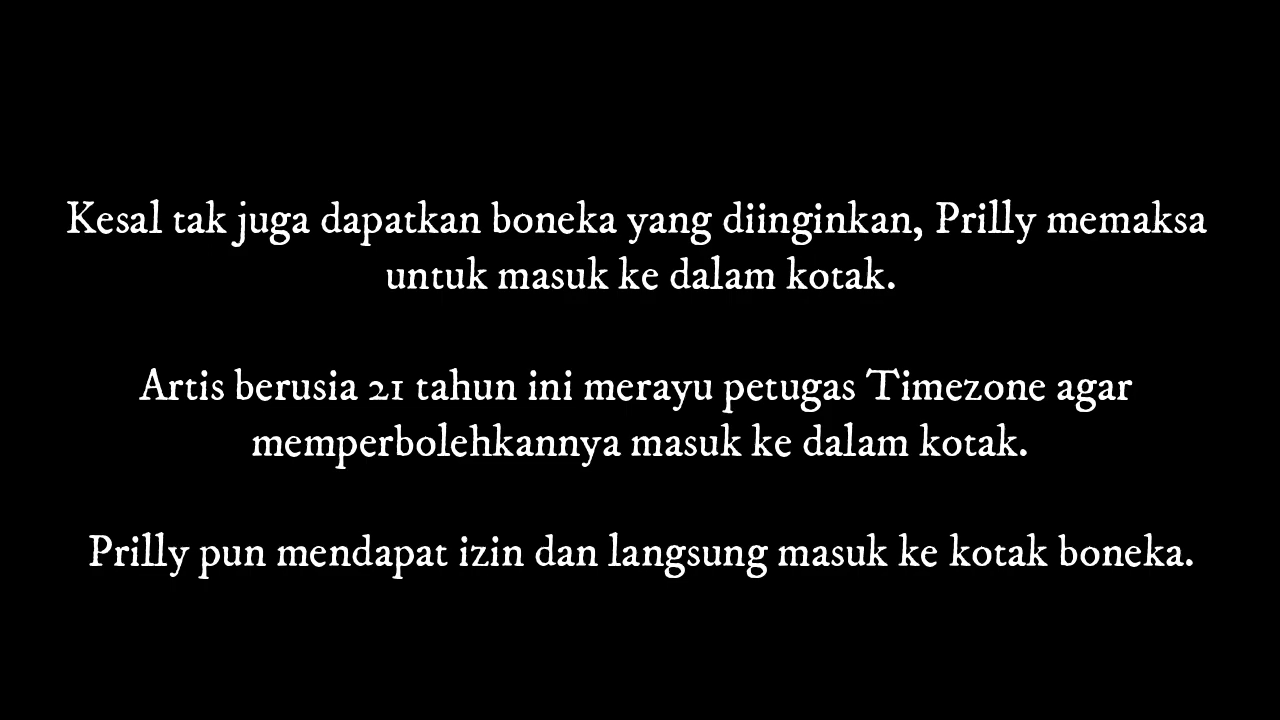 Kesal tak juga dapatkan boneka yang diinginkan, Prilly memaksa
untuk masuk ke dalam kotak.
Artis berusia 21 tahun ini merayu petugas Timezone agar
memperbolehkannya masuk ke dalam kotak.
Prilly pun mendapat izin dan langsung masuk ke kotak boneka.